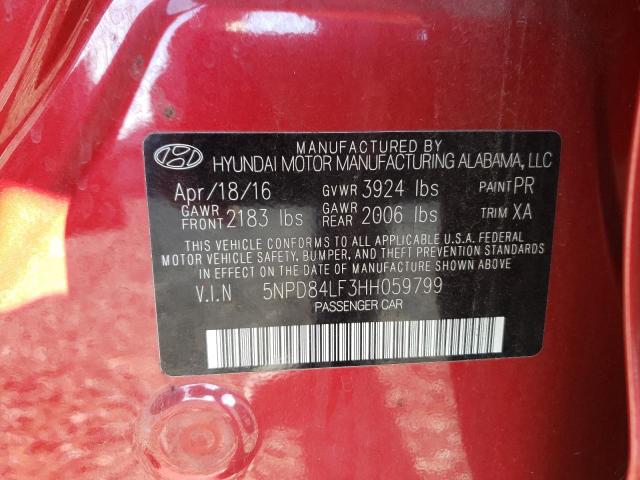 MANUFACTURED BY
HYUNDAI MOTOR MANUFACTURING ALABAMA, LLC
Apr/18/16 GVWR 3924 lbs PAINT PR
GAWR FRONT 2183 lbs GAWR REAR 2006 lbs TRIM XA
THIS VEHICLE CONFORMS TO ALL APPLICABLE U.S.A. FEDERAL
MOTOR VEHICLE SAFETY, BUMPER, AND THEFT PREVENTION
STANDARDS IN EFFECT ON THE DATE OF MANUFACTURE SHOWN ABOVE.
V.I.N 5NPD84LF3HH059799
PASSENGER CAR